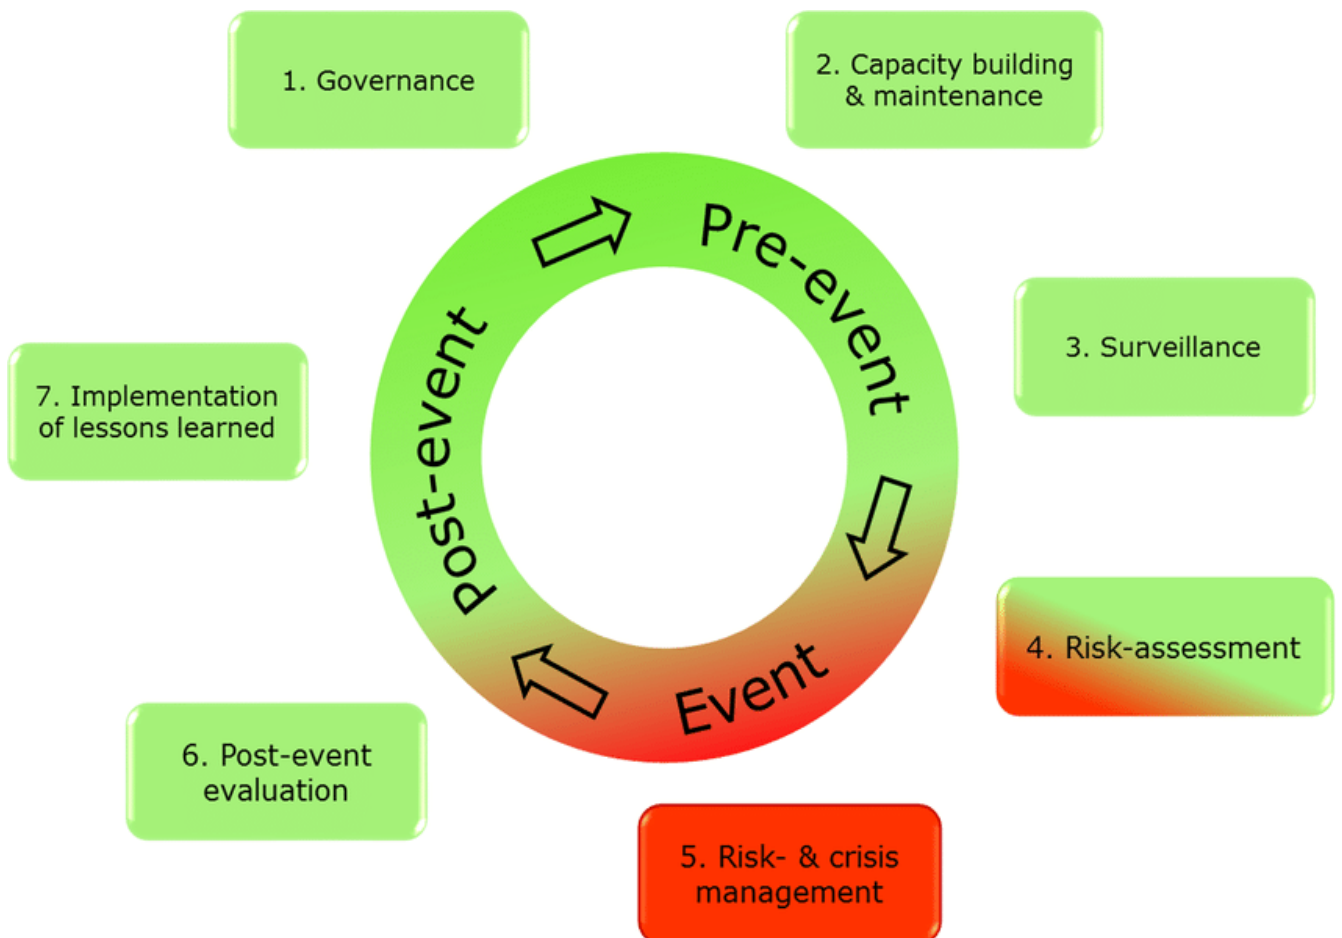 1. Governance
2. Capacity building
& maintenance
Pre-event
3. Surveillance
Post-event
7. Implementation
of lessons learned
4. Risk-assessment
Event
6. Post-event
evaluation
5. Risk- & crisis
management